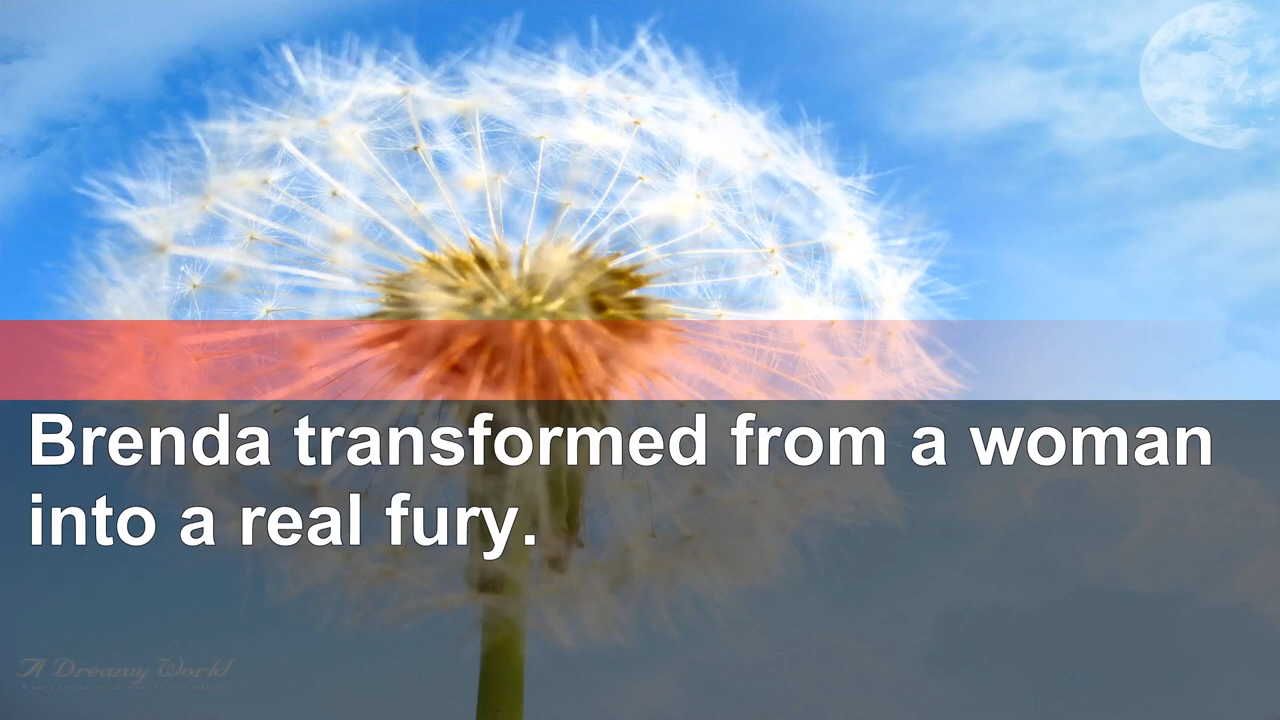 Brenda transformed from a woman
into a real fury.
A Dreamy World